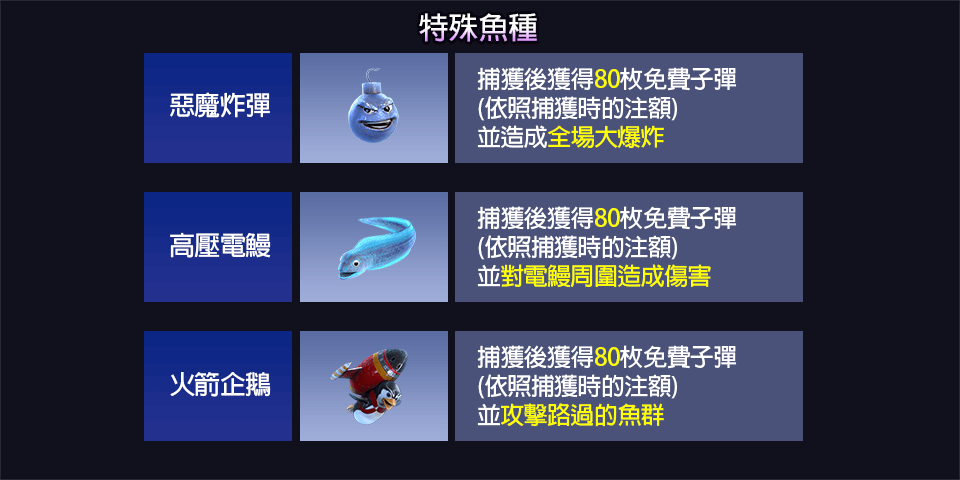 特殊魚種
惡魔炸彈
捕獲後獲得80枚免費子彈
(依照捕獲時的注額)
並造成全場大爆炸
高壓電鰻
捕獲後獲得80枚免費子彈
(依照捕獲時的注額)
並對電鰻周圍造成傷害
火箭企鵝
捕獲後獲得80枚免費子彈
(依照捕獲時的注額)
並攻擊路過的魚群